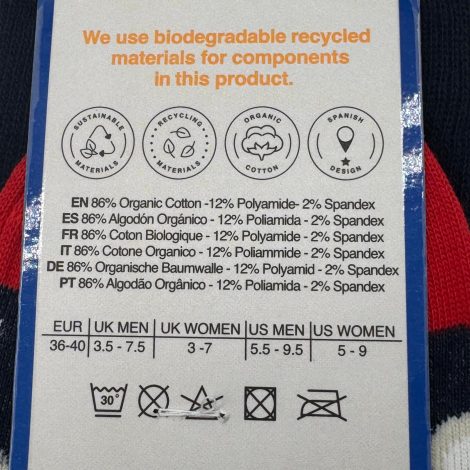 We use biodegradable recycled
materials for components
in this product.
SUSTAINABLE MATERIALS
RECYCLING MATERIALS
ORGANIC COTTON
SPANISH DESIGN
EN 86% Organic Cotton -12% Polyamide- 2% Spandex
ES 86% Algodón Orgánico - 12% Poliamida - 2% Spandex
FR 86% Coton Biologique - 12% Polyamide - 2% Spandex
IT 86% Cotone Organico - 12% Poliammide - 2% Spandex
DE 86% Organische Baumwalle - 12% Polyamid - 2% Spandex
PT 86% Algodão Orgânico - 12% Poliamida - 2% Spandex
EUR UK MEN UK WOMEN US MEN US WOMEN
36-40 3.5 - 7.5 3 -7 5.5 - 9.5 5 - 9
30°